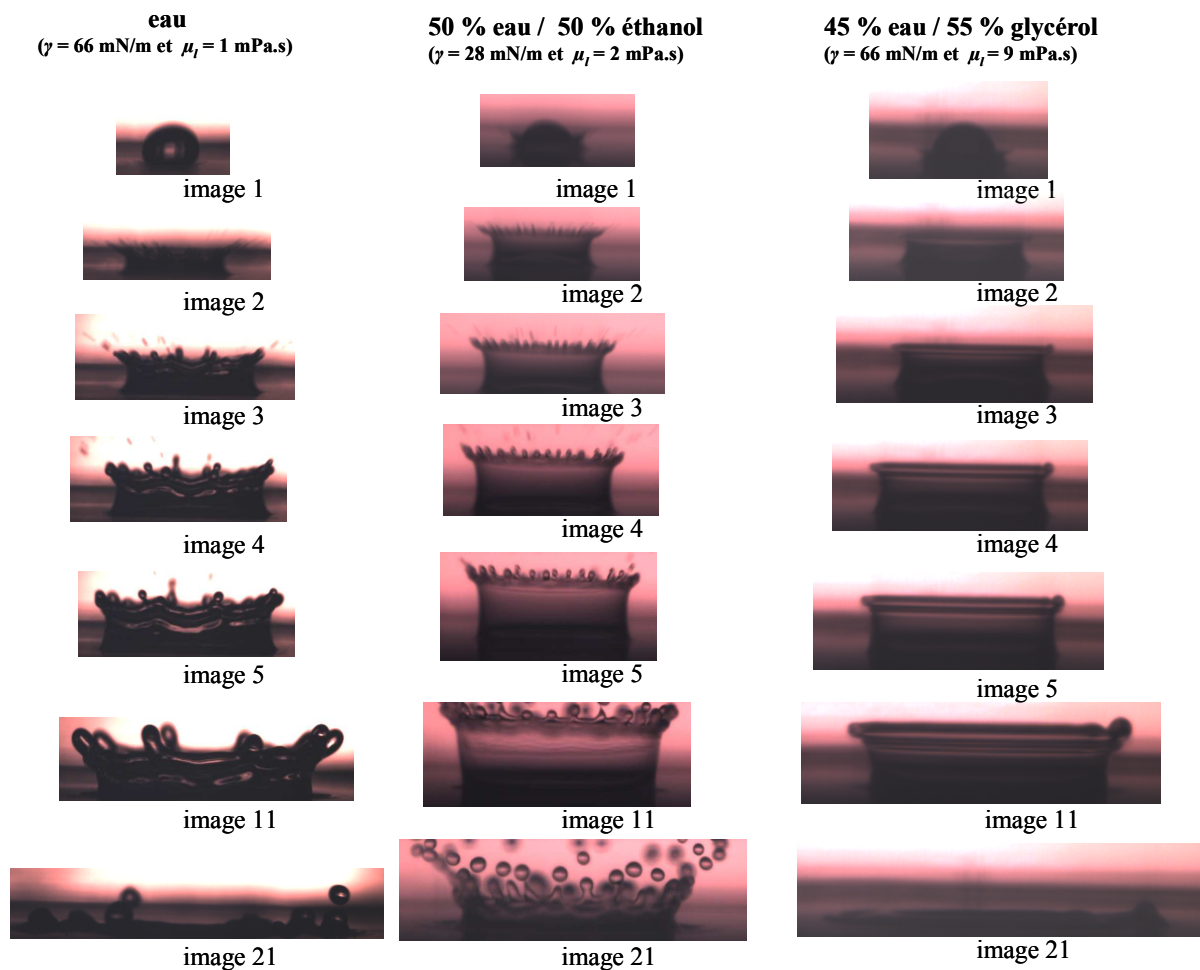 eau
(γ = 66 mN/m et μl = 1 mPa.s)
50 % eau / 50 % éthanol
(γ = 28 mN/m et μl = 2 mPa.s)
45 % eau / 55 % glycérol
(γ = 66 mN/m et μl = 9 mPa.s)
image 1
image 1
image 1
image 2
image 2
image 2
image 3
image 3
image 3
image 4
image 4
image 4
image 5
image 5
image 5
image 11
image 11
image 11
image 21
image 21
image 21